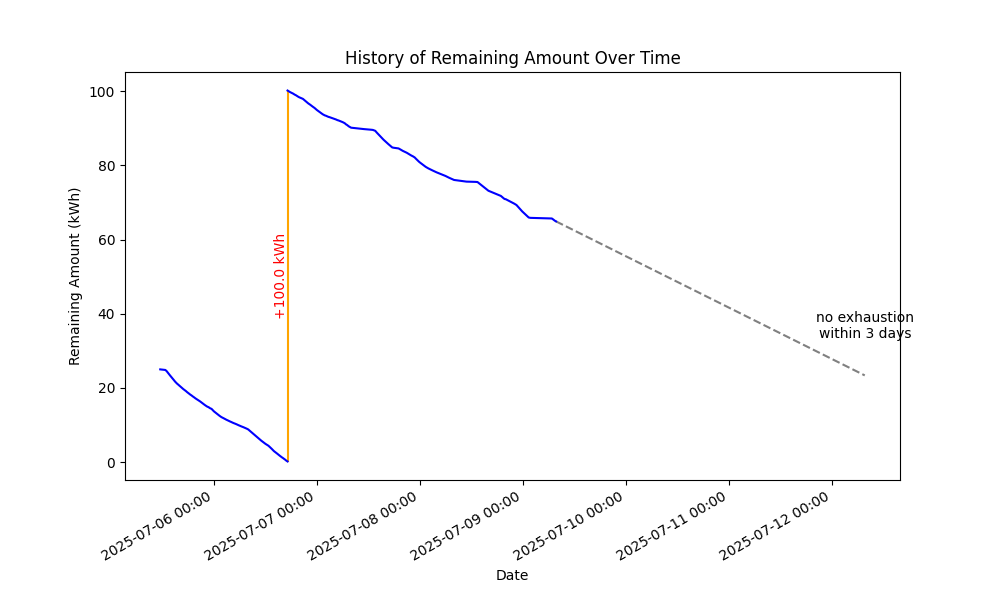 History of Remaining Amount Over Time
Remaining Amount (kWh)
100
80
60
40
20
0
+100.0 kWh
no exhaustion
within 3 days
2025-07-06 00:00
2025-07-07 00:00
2025-07-08 00:00
2025-07-09 00:00
2025-07-10 00:00
2025-07-11 00:00
2025-07-12 00:00
Date